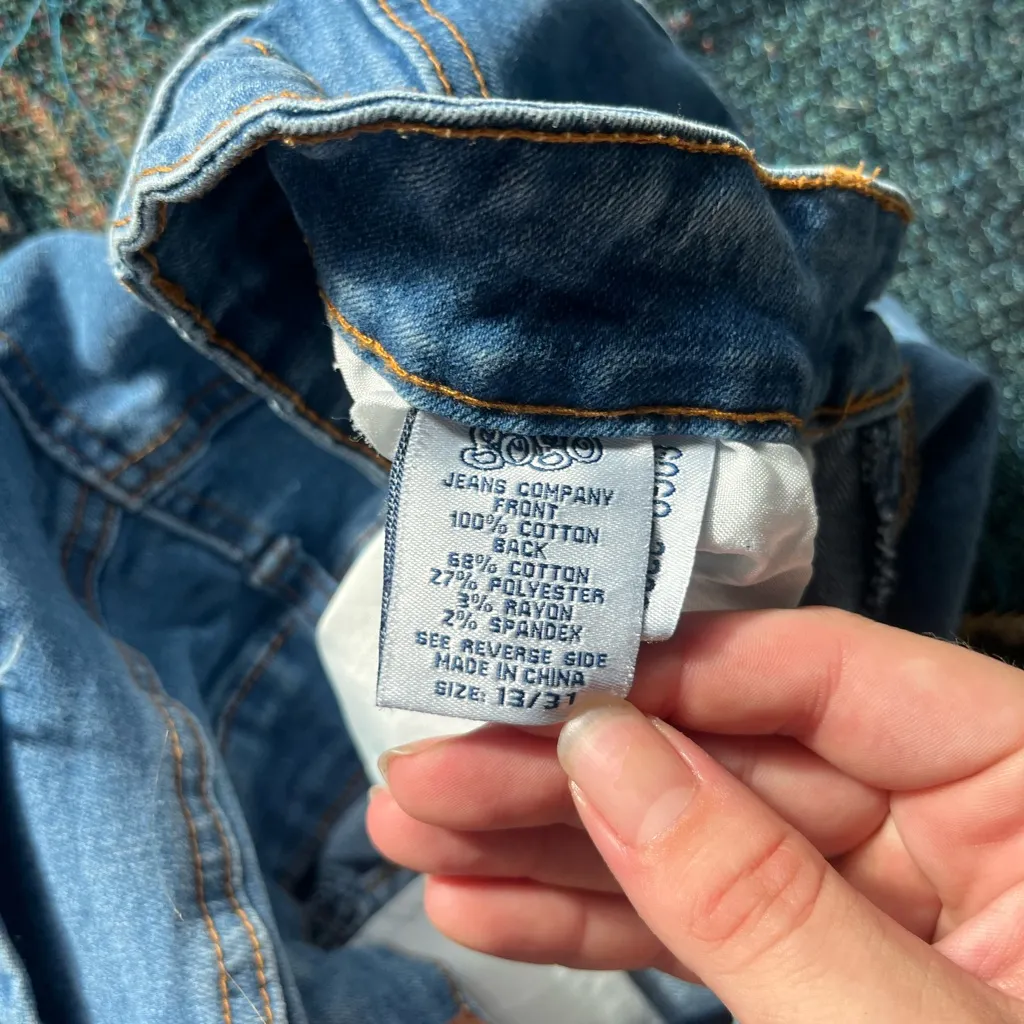 gogo
JEANS COMPANY
FRONT
100% COTTON
BACK
68% COTTON
27% POLYESTER
3% RAYON
2% SPANDEX
SEE REVERSE SIDE
MADE IN CHINA
SIZE: 13/31